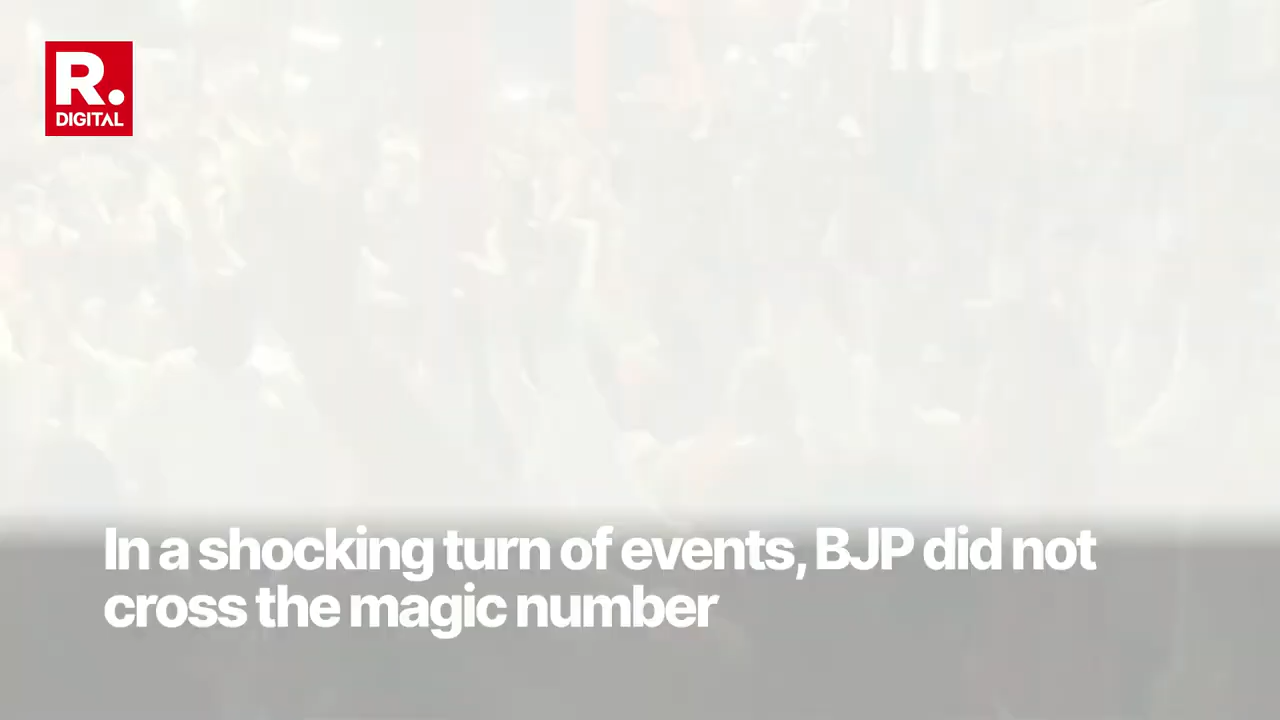 R.
DIGITAL
In a shocking turn of events, BJP did not
cross the magic number